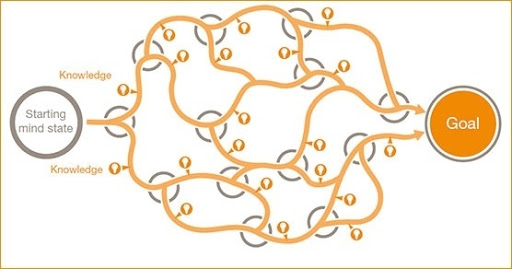 Knowledge
Starting
mind state
Goal
Knowledge